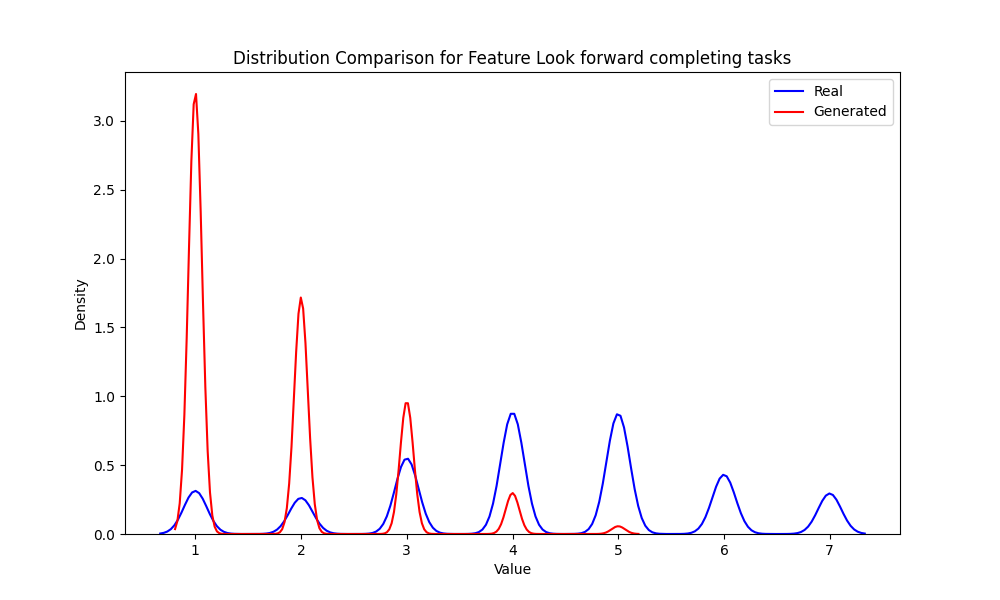 Distribution Comparison for Feature Look forward completing tasks
Real
Generated
3.0
2.5
2.0
1.5
1.0
0.5
0.0
Density
1 2 3 4 5 6 7
Value